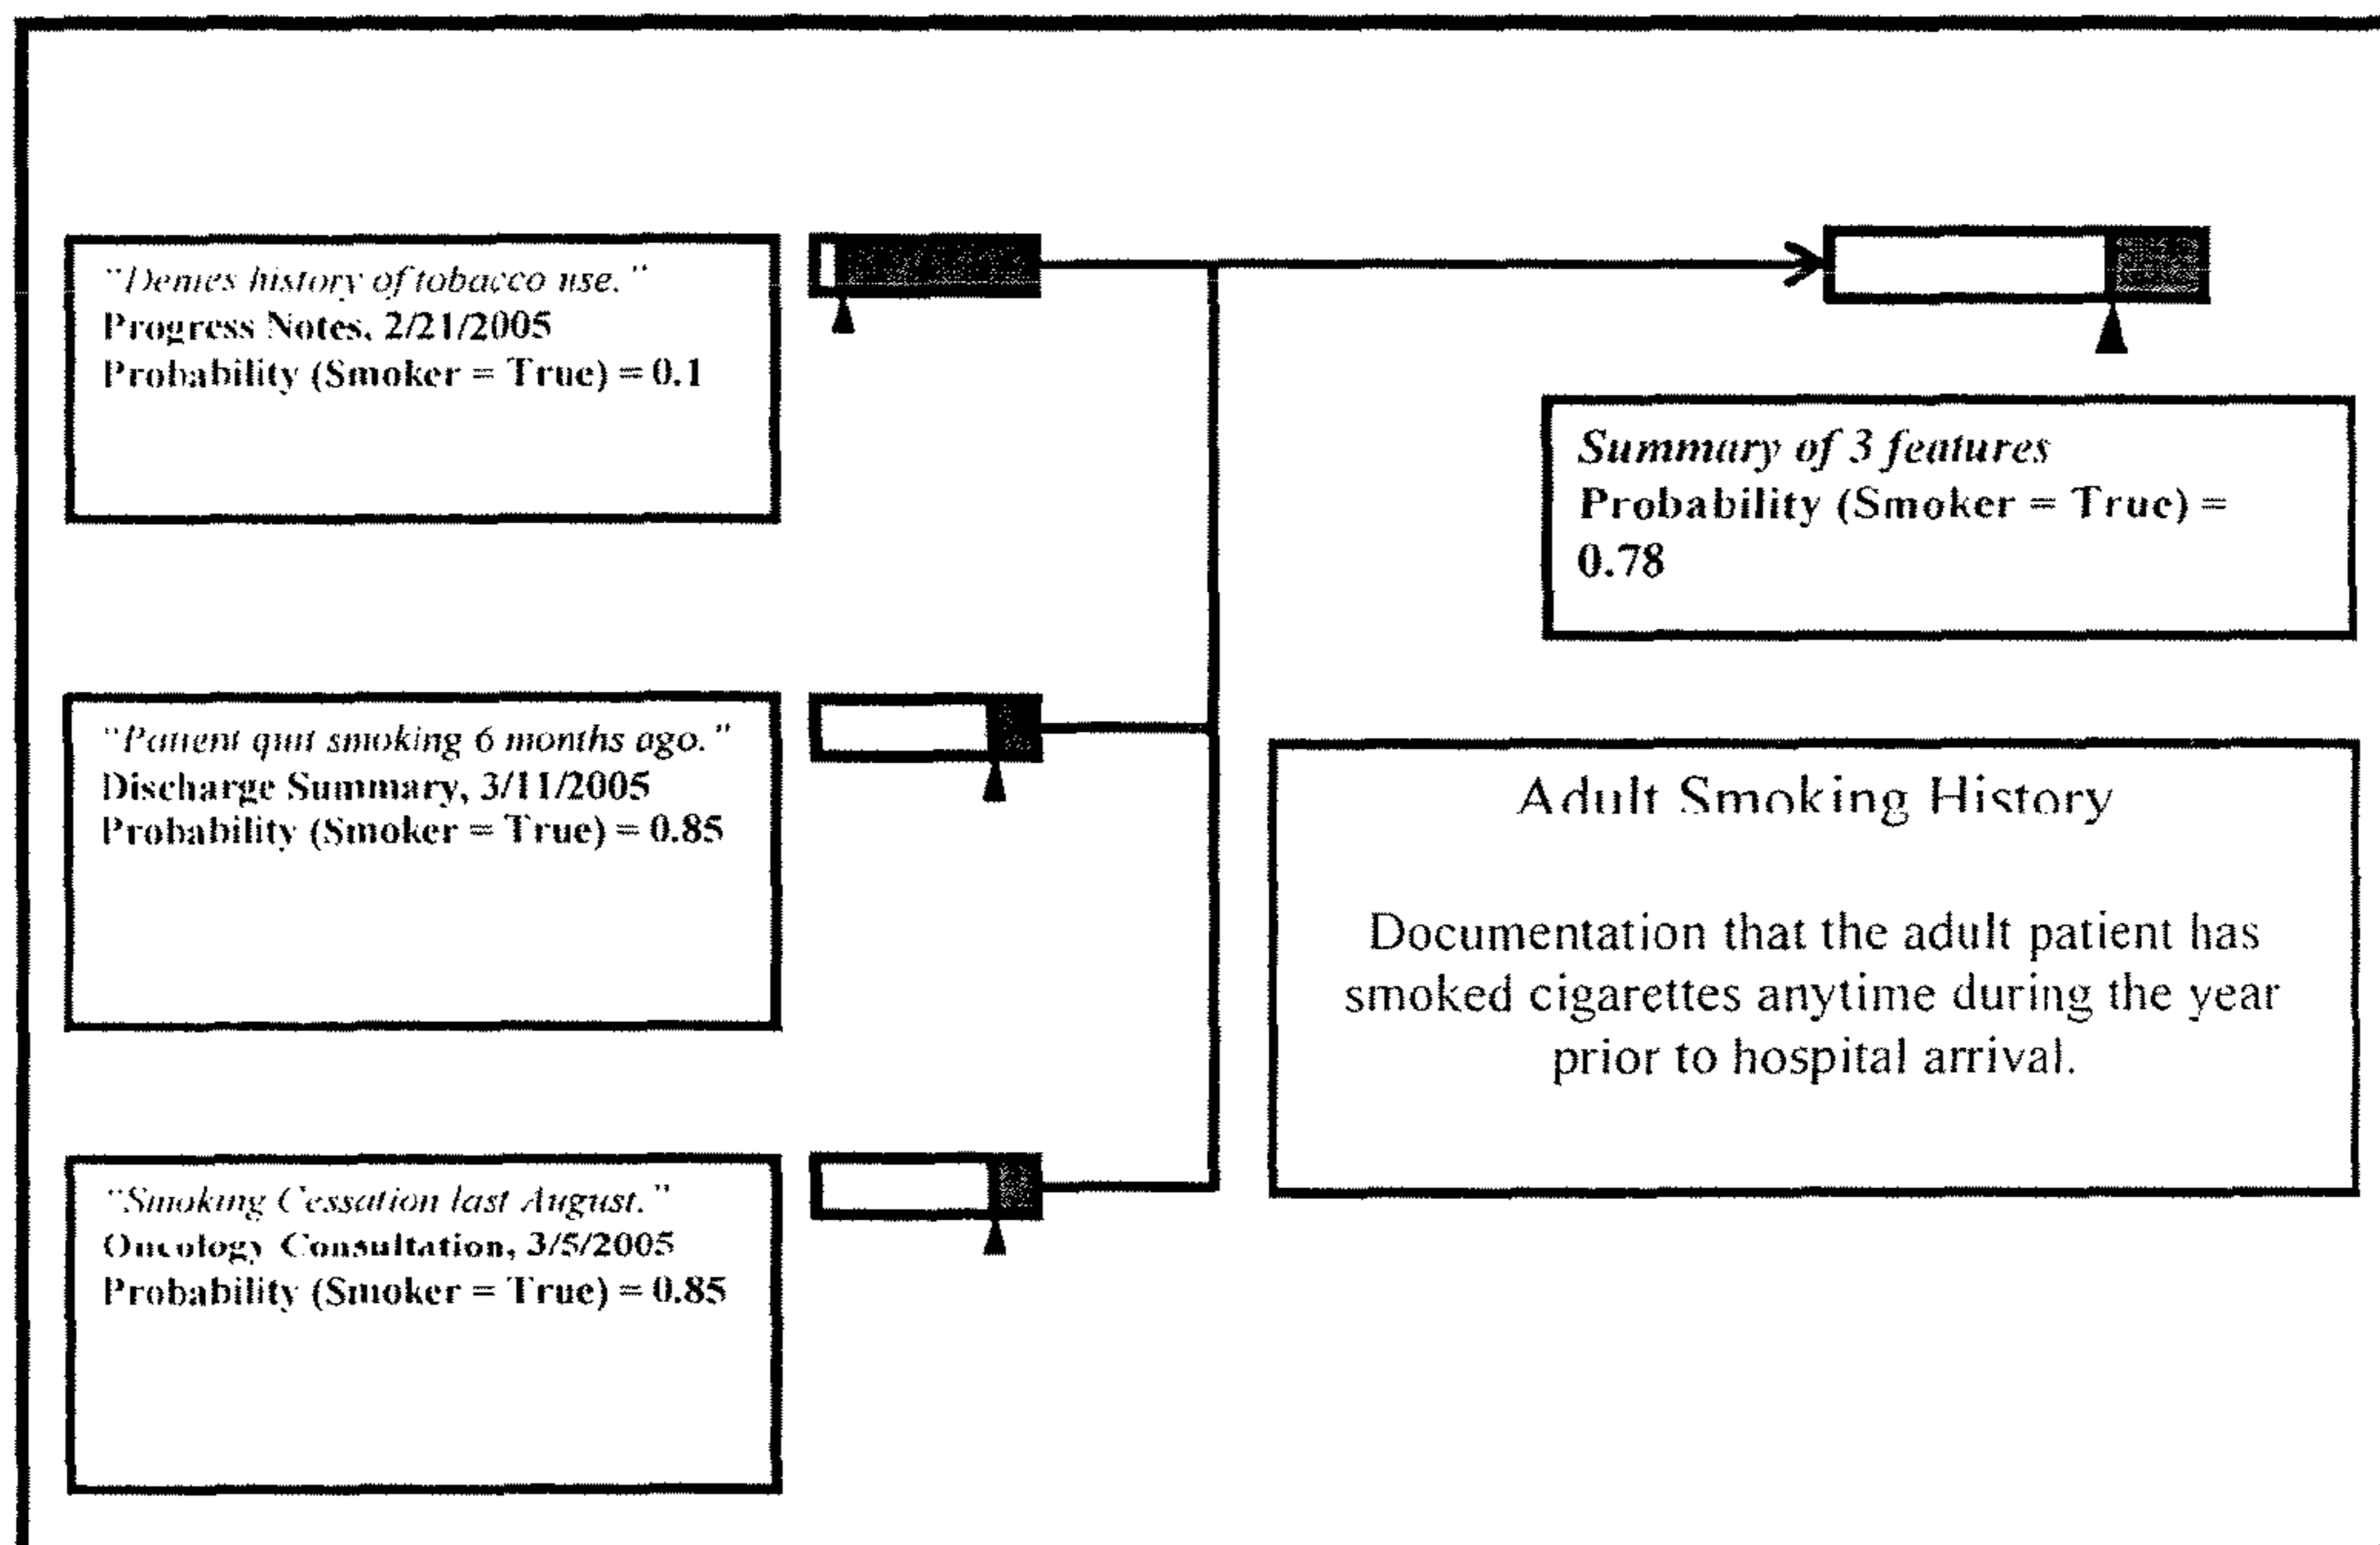 "Denies history of tobacco use."
Progress Notes, 2/21/2005
Probability (Smoker = True) = 0.1
Summary of 3 features
Probability (Smoker = True) =
0.78
"Patient quit smoking 6 months ago."
Discharge Summary, 3/11/2005
Probability (Smoker = True) = 0.85
Adult Smoking History
Documentation that the adult patient has
smoked cigarettes anytime during the year
prior to hospital arrival.
"Smoking Cessation last August."
Oncology Consultation, 3/5/2005
Probability (Smoker = True) = 0.85